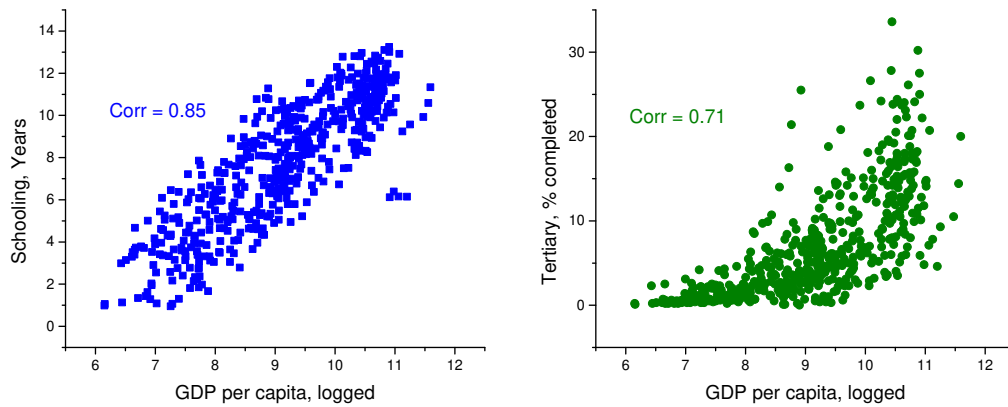 14
12
10
8
6
4
2
0
Schooling, Years
Corr = 0.85
6 7 8 9 10 11 12
GDP per capita, logged
30
20
10
0
Tertiary, % completed
Corr = 0.71
6 7 8 9 10 11 12
GDP per capita, logged